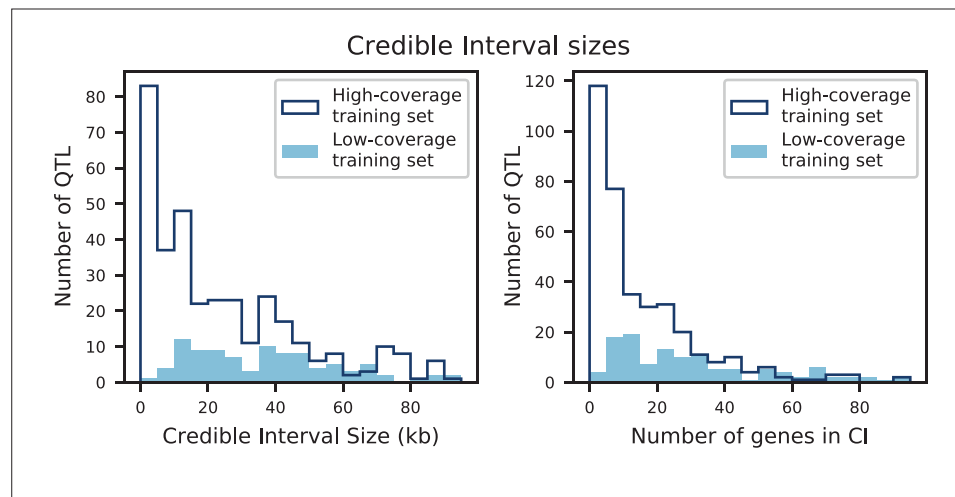 Credible Interval sizes
Number of QTL
80
70
60
50
40
30
20
10
0
High-coverage
training set
Low-coverage
training set
0 20 40 60 80
Credible Interval Size (kb)
Number of QTL
120
100
80
60
40
20
0
High-coverage
training set
Low-coverage
training set
0 20 40 60 80
Number of genes in CI